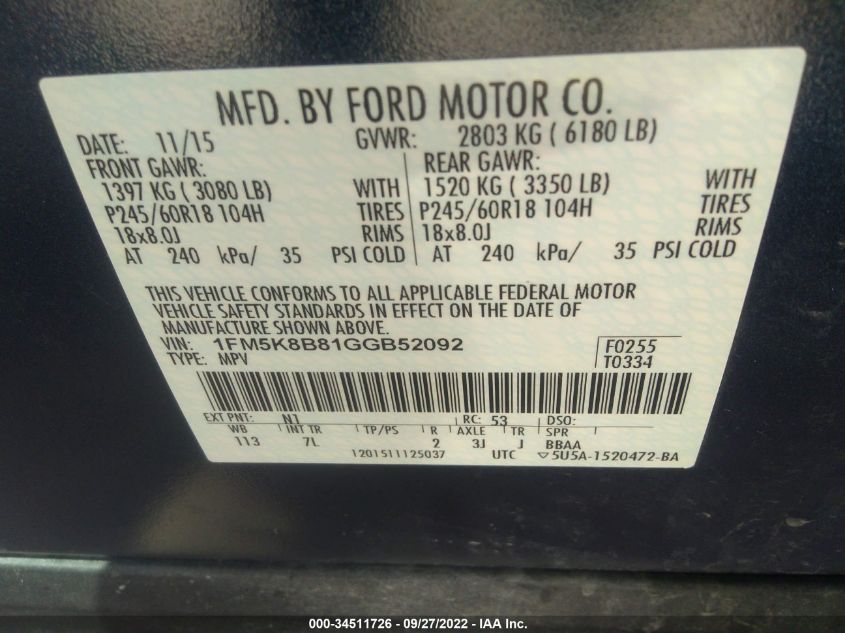 MFD. BY FORD MOTOR CO.
DATE: 11/15 GVWR: 2803 KG ( 6180 LB)
FRONT GAWR: REAR GAWR:
1397 KG ( 3080 LB) WITH 1520 KG ( 3350 LB) WITH
P245/60R18 104H TIRES P245/60R18 104H TIRES
18x8.0J RIMS 18x8.0J RIMS
AT 240 kPa/ 35 PSI COLD AT 240 kPa/ 35 PSI COLD
THIS VEHICLE CONFORMS TO ALL APPLICABLE FEDERAL MOTOR
VEHICLE SAFETY STANDARDS IN EFFECT ON THE DATE OF
MANUFACTURE SHOWN ABOVE.
VIN: 1FM5K8B81GGB52092 F0255
TYPE: MPV T0334
EXT PNT: N1 RC: 53 DSO:
WB INT TR TP/PS R AXLE TR SPR
113 7L 2 3J J BBAA
1201511125037 UTC ▽5U5A-1520472-BA
000-34511726 - 09/27/2022 - IAA Inc.